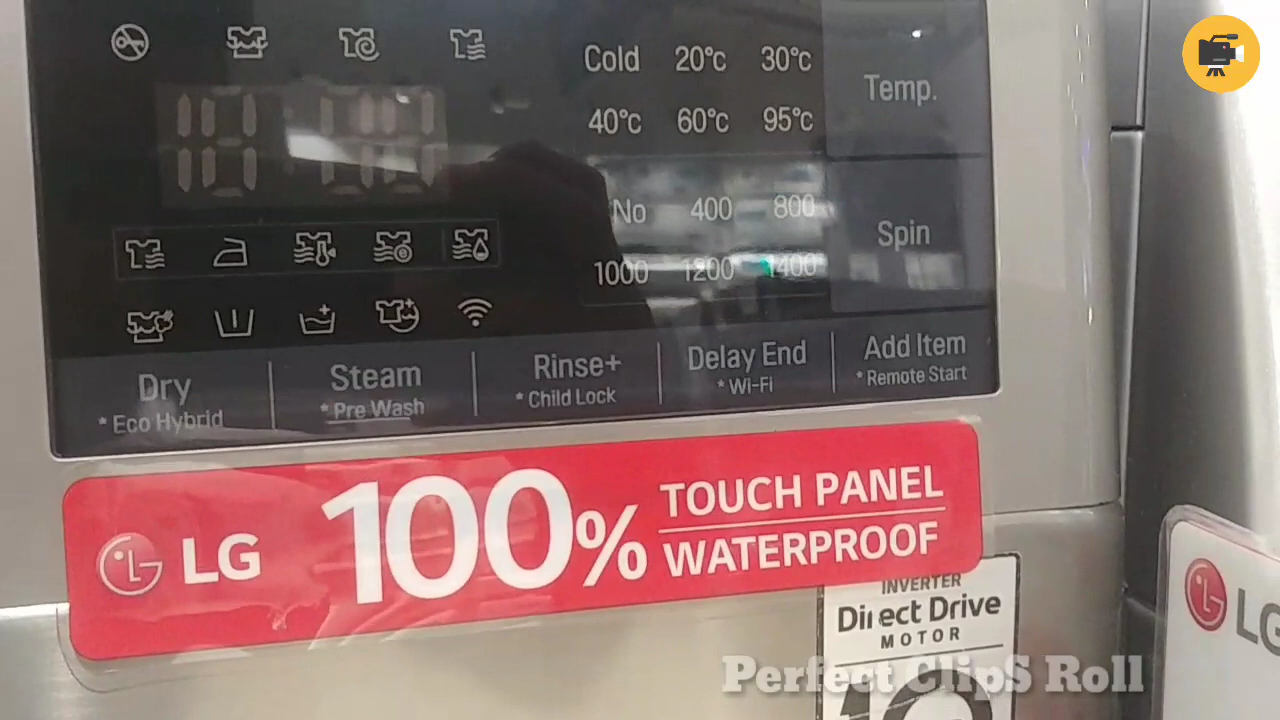 Cold 20°c 30°c
40°c 60°c 95°c
Temp.
No 400 800
1000 1200 1400
Spin
Dry
* Eco Hybrid
Steam
* Pre Wash
Rinse+
* Child Lock
Delay End
* Wi-Fi
Add Item
* Remote Start
LG 100% TOUCH PANEL
WATERPROOF
INVERTER
Direct Drive
MOTOR
10
LG
Perfect ClipS Roll